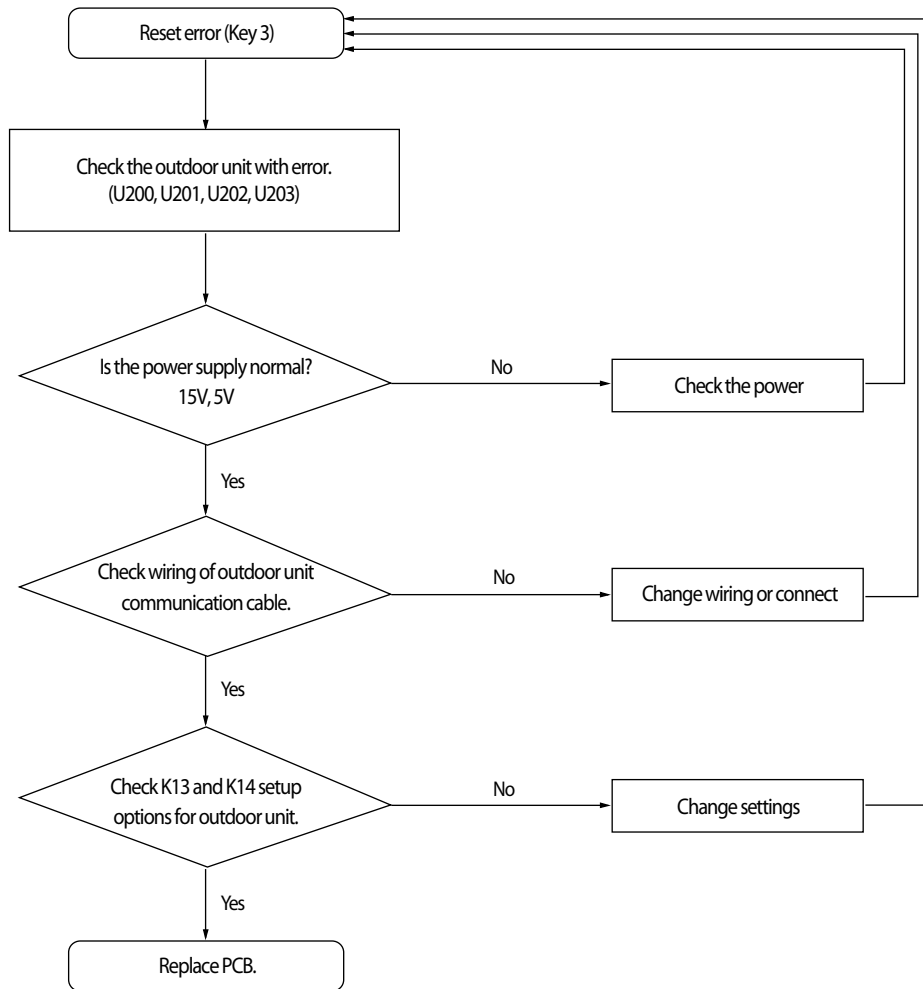 Reset error (Key 3)
Check the outdoor unit with error.
(U200, U201, U202, U203)
Is the power supply normal?
15V, 5V
No
Check the power
Yes
Check wiring of outdoor unit
communication cable.
No
Change wiring or connect
Yes
Check K13 and K14 setup
options for outdoor unit.
No
Change settings
Yes
Replace PCB.